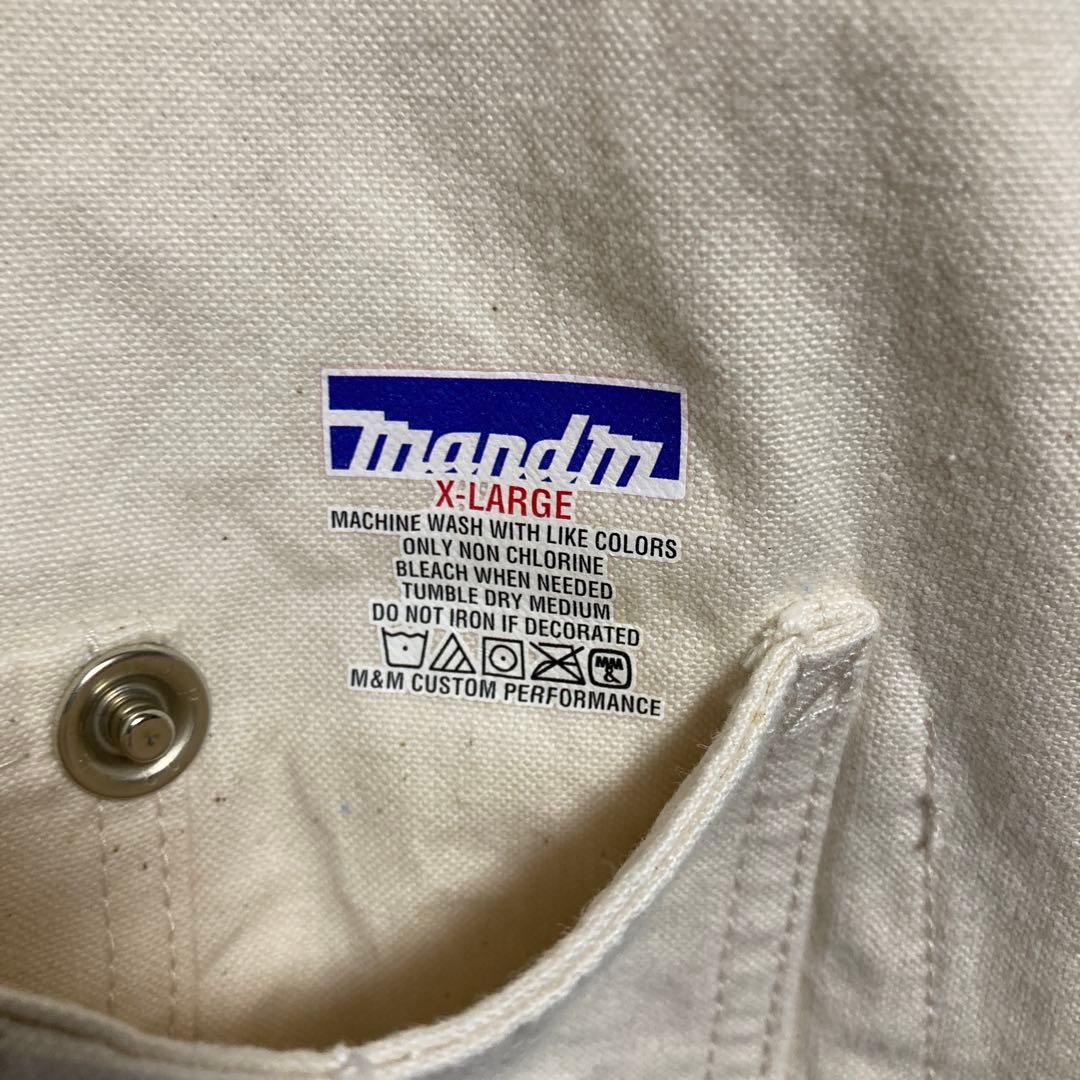 mandm
X-LARGE
MACHINE WASH WITH LIKE COLORS
ONLY NON CHLORINE
BLEACH WHEN NEEDED
TUMBLE DRY MEDIUM
DO NOT IRON IF DECORATED
MM
&
M&M CUSTOM PERFORMANCE